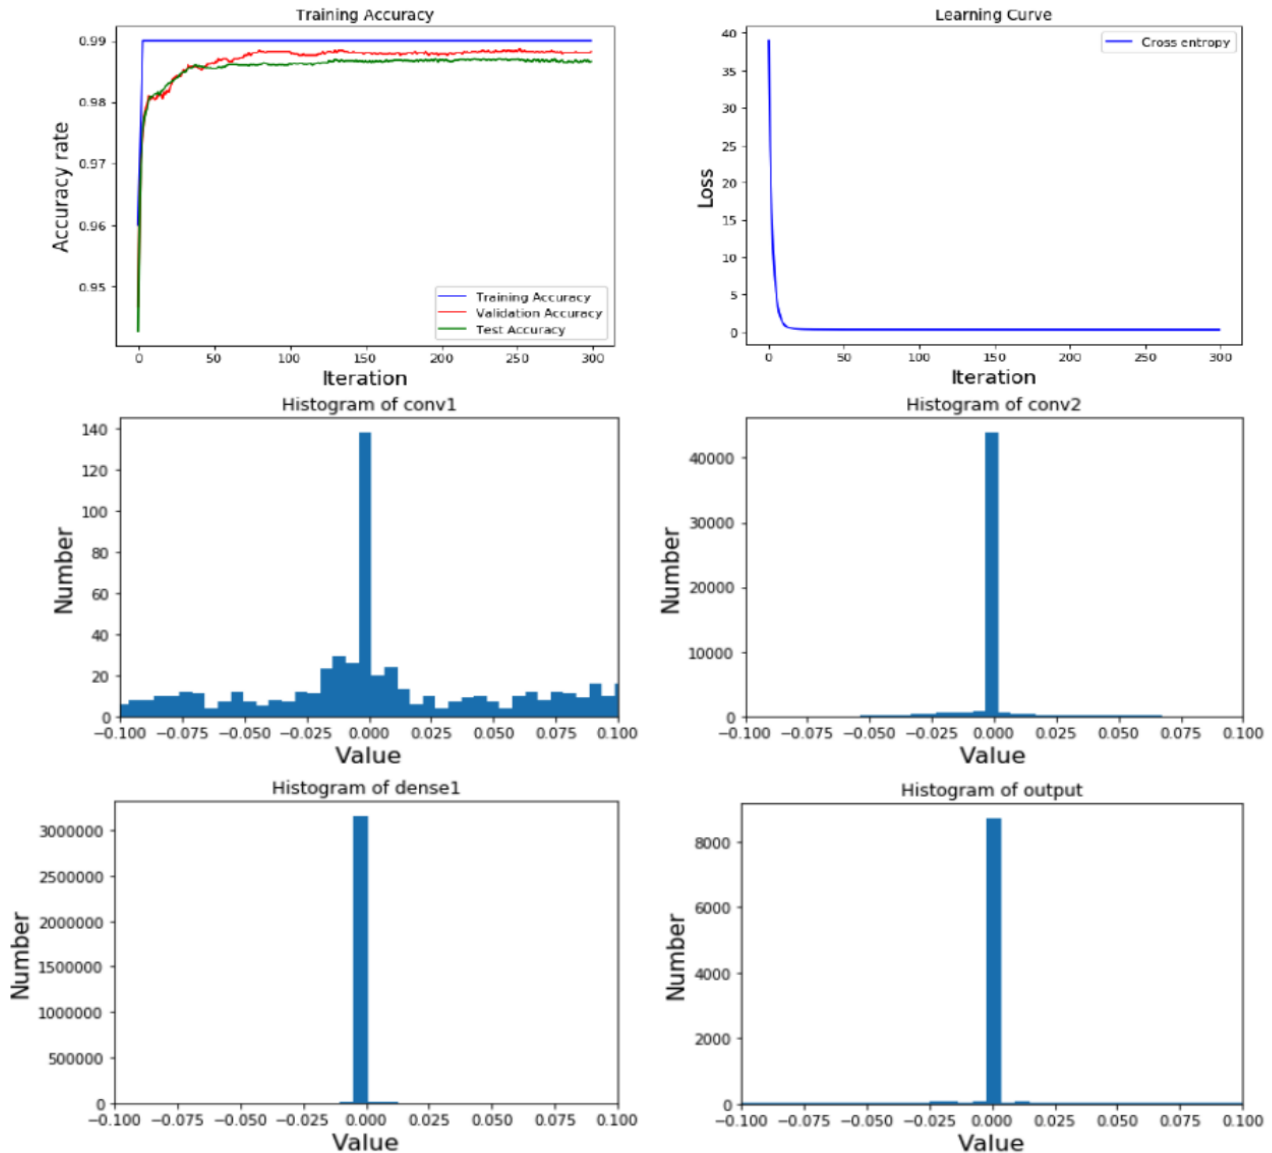 Training Accuracy
0.99
0.98
0.97
0.96
0.95
Accuracy rate
Training Accuracy
Validation Accuracy
Test Accuracy
0 50 100 150 200 250 300
Iteration
Learning Curve
40
35
30
25
20
15
10
5
0
Loss
Cross entropy
0 50 100 150 200 250 300
Iteration
Histogram of conv1
140
120
100
80
60
40
20
0
Number
−0.100 −0.075 −0.050 −0.025 0.000 0.025 0.050 0.075 0.100
Value
Histogram of conv2
40000
30000
20000
10000
0
Number
−0.100 −0.075 −0.050 −0.025 0.000 0.025 0.050 0.075 0.100
Value
Histogram of dense1
3000000
2500000
2000000
1500000
1000000
500000
0
Number
−0.100 −0.075 −0.050 −0.025 0.000 0.025 0.050 0.075 0.100
Value
Histogram of output
8000
6000
4000
2000
0
Number
−0.100 −0.075 −0.050 −0.025 0.000 0.025 0.050 0.075 0.100
Value